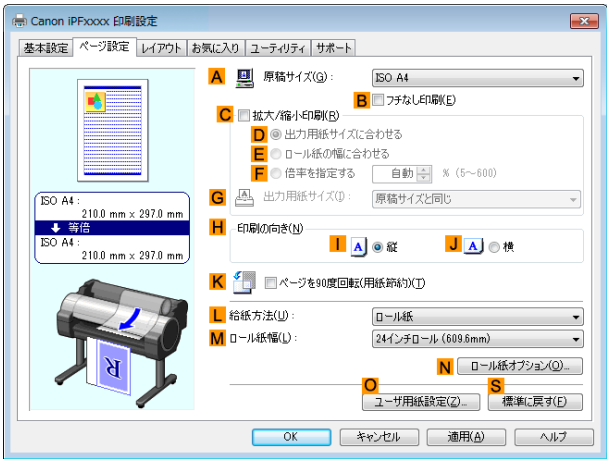 Canon iPFxxxx 印刷設定
基本設定 ページ設定 レイアウト お気に入り ユーティリティ サポート
A 原稿サイズ(G): ISO A4
B フチなし印刷(E)
C 拡大/縮小印刷(R)
D 出力用紙サイズに合わせる
E ロール紙の幅に合わせる
F 倍率を指定する 自動 % (5～600)
G A 出力用紙サイズ(I): 原稿サイズと同じ
ISO A4 :
210.0 mm x 297.0 mm
等倍
ISO A4 :
210.0 mm x 297.0 mm
H 印刷の向き(N)
I A 縦 J A 横
K ページを90度回転(用紙節約)(T)
L 給紙方法(U): ロール紙
M ロール紙幅(L): 24インチロール (609.6mm)
R
N ロール紙オプション(O)...
O S
ユーザ用紙設定(Z)... 標準に戻す(F)
OK キャンセル 適用(A) ヘルプ